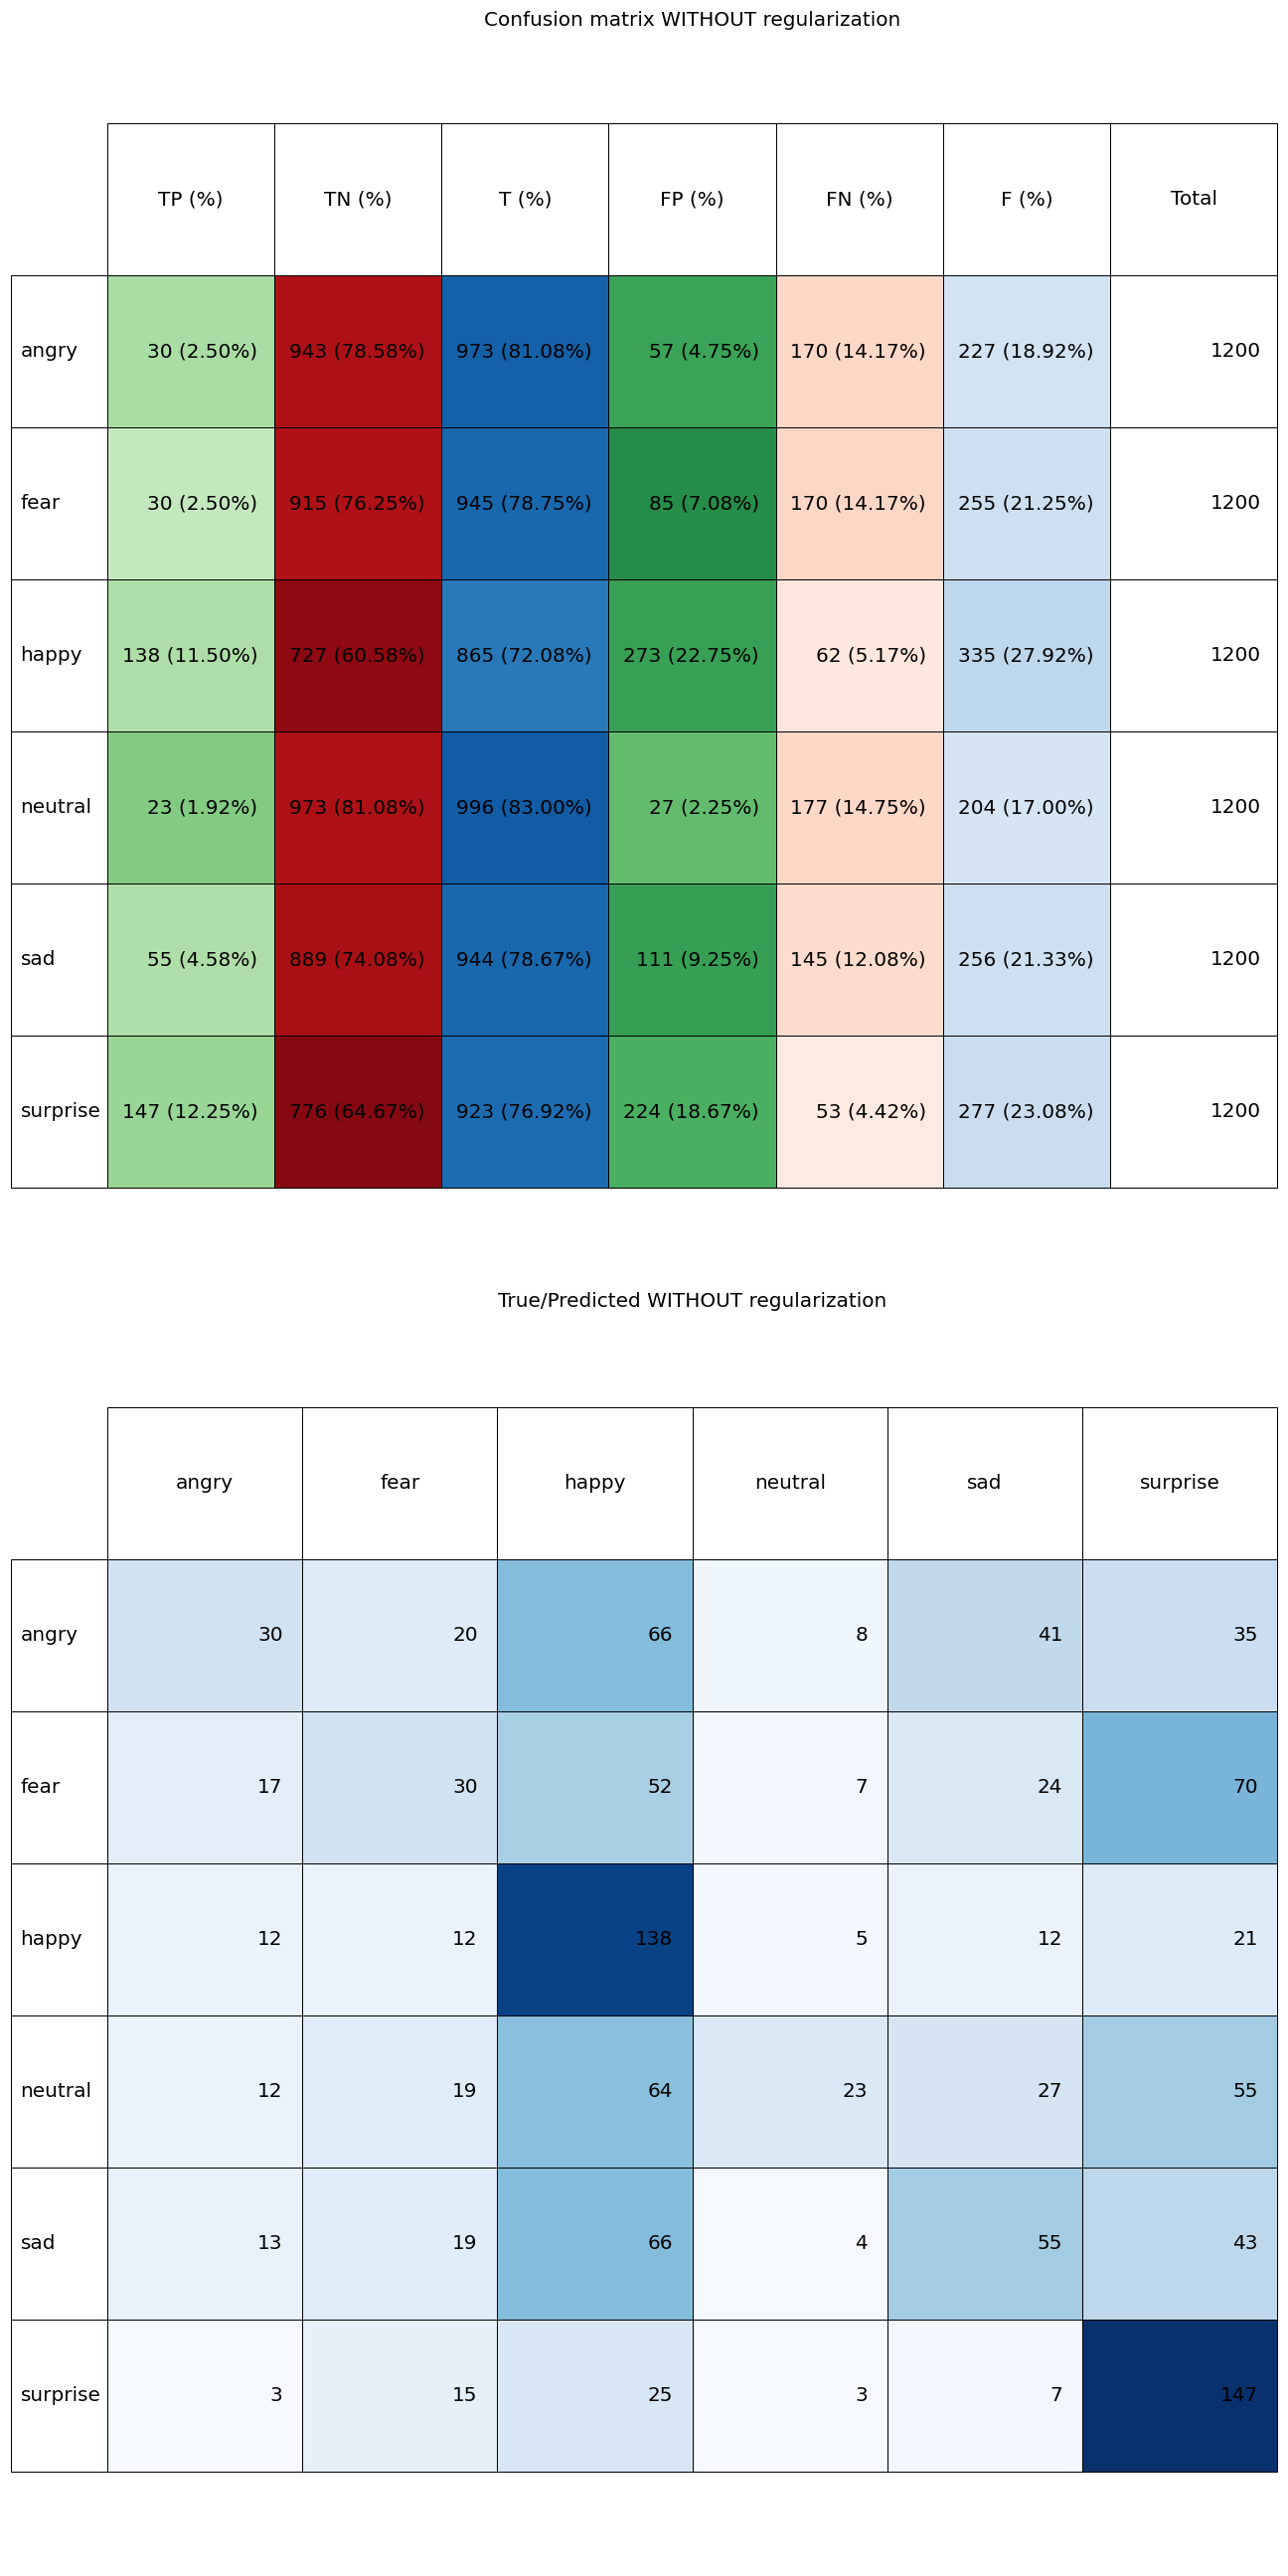 Confusion matrix WITHOUT regularization
TP (%) TN (%) T (%) FP (%) FN (%) F (%) Total
angry 30 (2.50%) 943 (78.58%) 973 (81.08%) 57 (4.75%) 170 (14.17%) 227 (18.92%) 1200
fear 30 (2.50%) 915 (76.25%) 945 (78.75%) 85 (7.08%) 170 (14.17%) 255 (21.25%) 1200
happy 138 (11.50%) 727 (60.58%) 865 (72.08%) 273 (22.75%) 62 (5.17%) 335 (27.92%) 1200
neutral 23 (1.92%) 973 (81.08%) 996 (83.00%) 27 (2.25%) 177 (14.75%) 204 (17.00%) 1200
sad 55 (4.58%) 889 (74.08%) 944 (78.67%) 111 (9.25%) 145 (12.08%) 256 (21.33%) 1200
surprise 147 (12.25%) 776 (64.67%) 923 (76.92%) 224 (18.67%) 53 (4.42%) 277 (23.08%) 1200
True/Predicted WITHOUT regularization
angry fear happy neutral sad surprise
angry 30 20 66 8 41 35
fear 17 30 52 7 24 70
happy 12 12 138 5 12 21
neutral 12 19 64 23 27 55
sad 13 19 66 4 55 43
surprise 3 15 25 3 7 147